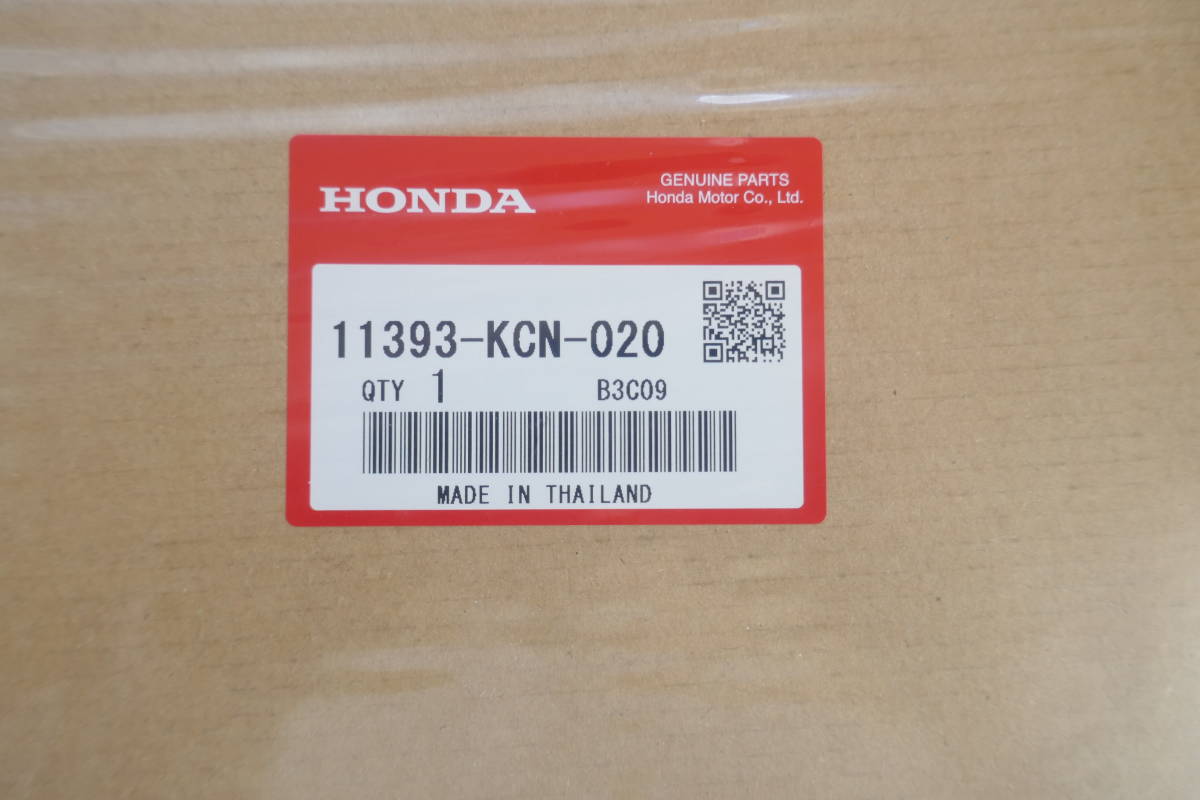 HONDA
GENUINE PARTS
Honda Motor Co., Ltd.
11393-KCN-020
QTY 1 B3C09
MADE IN THAILAND